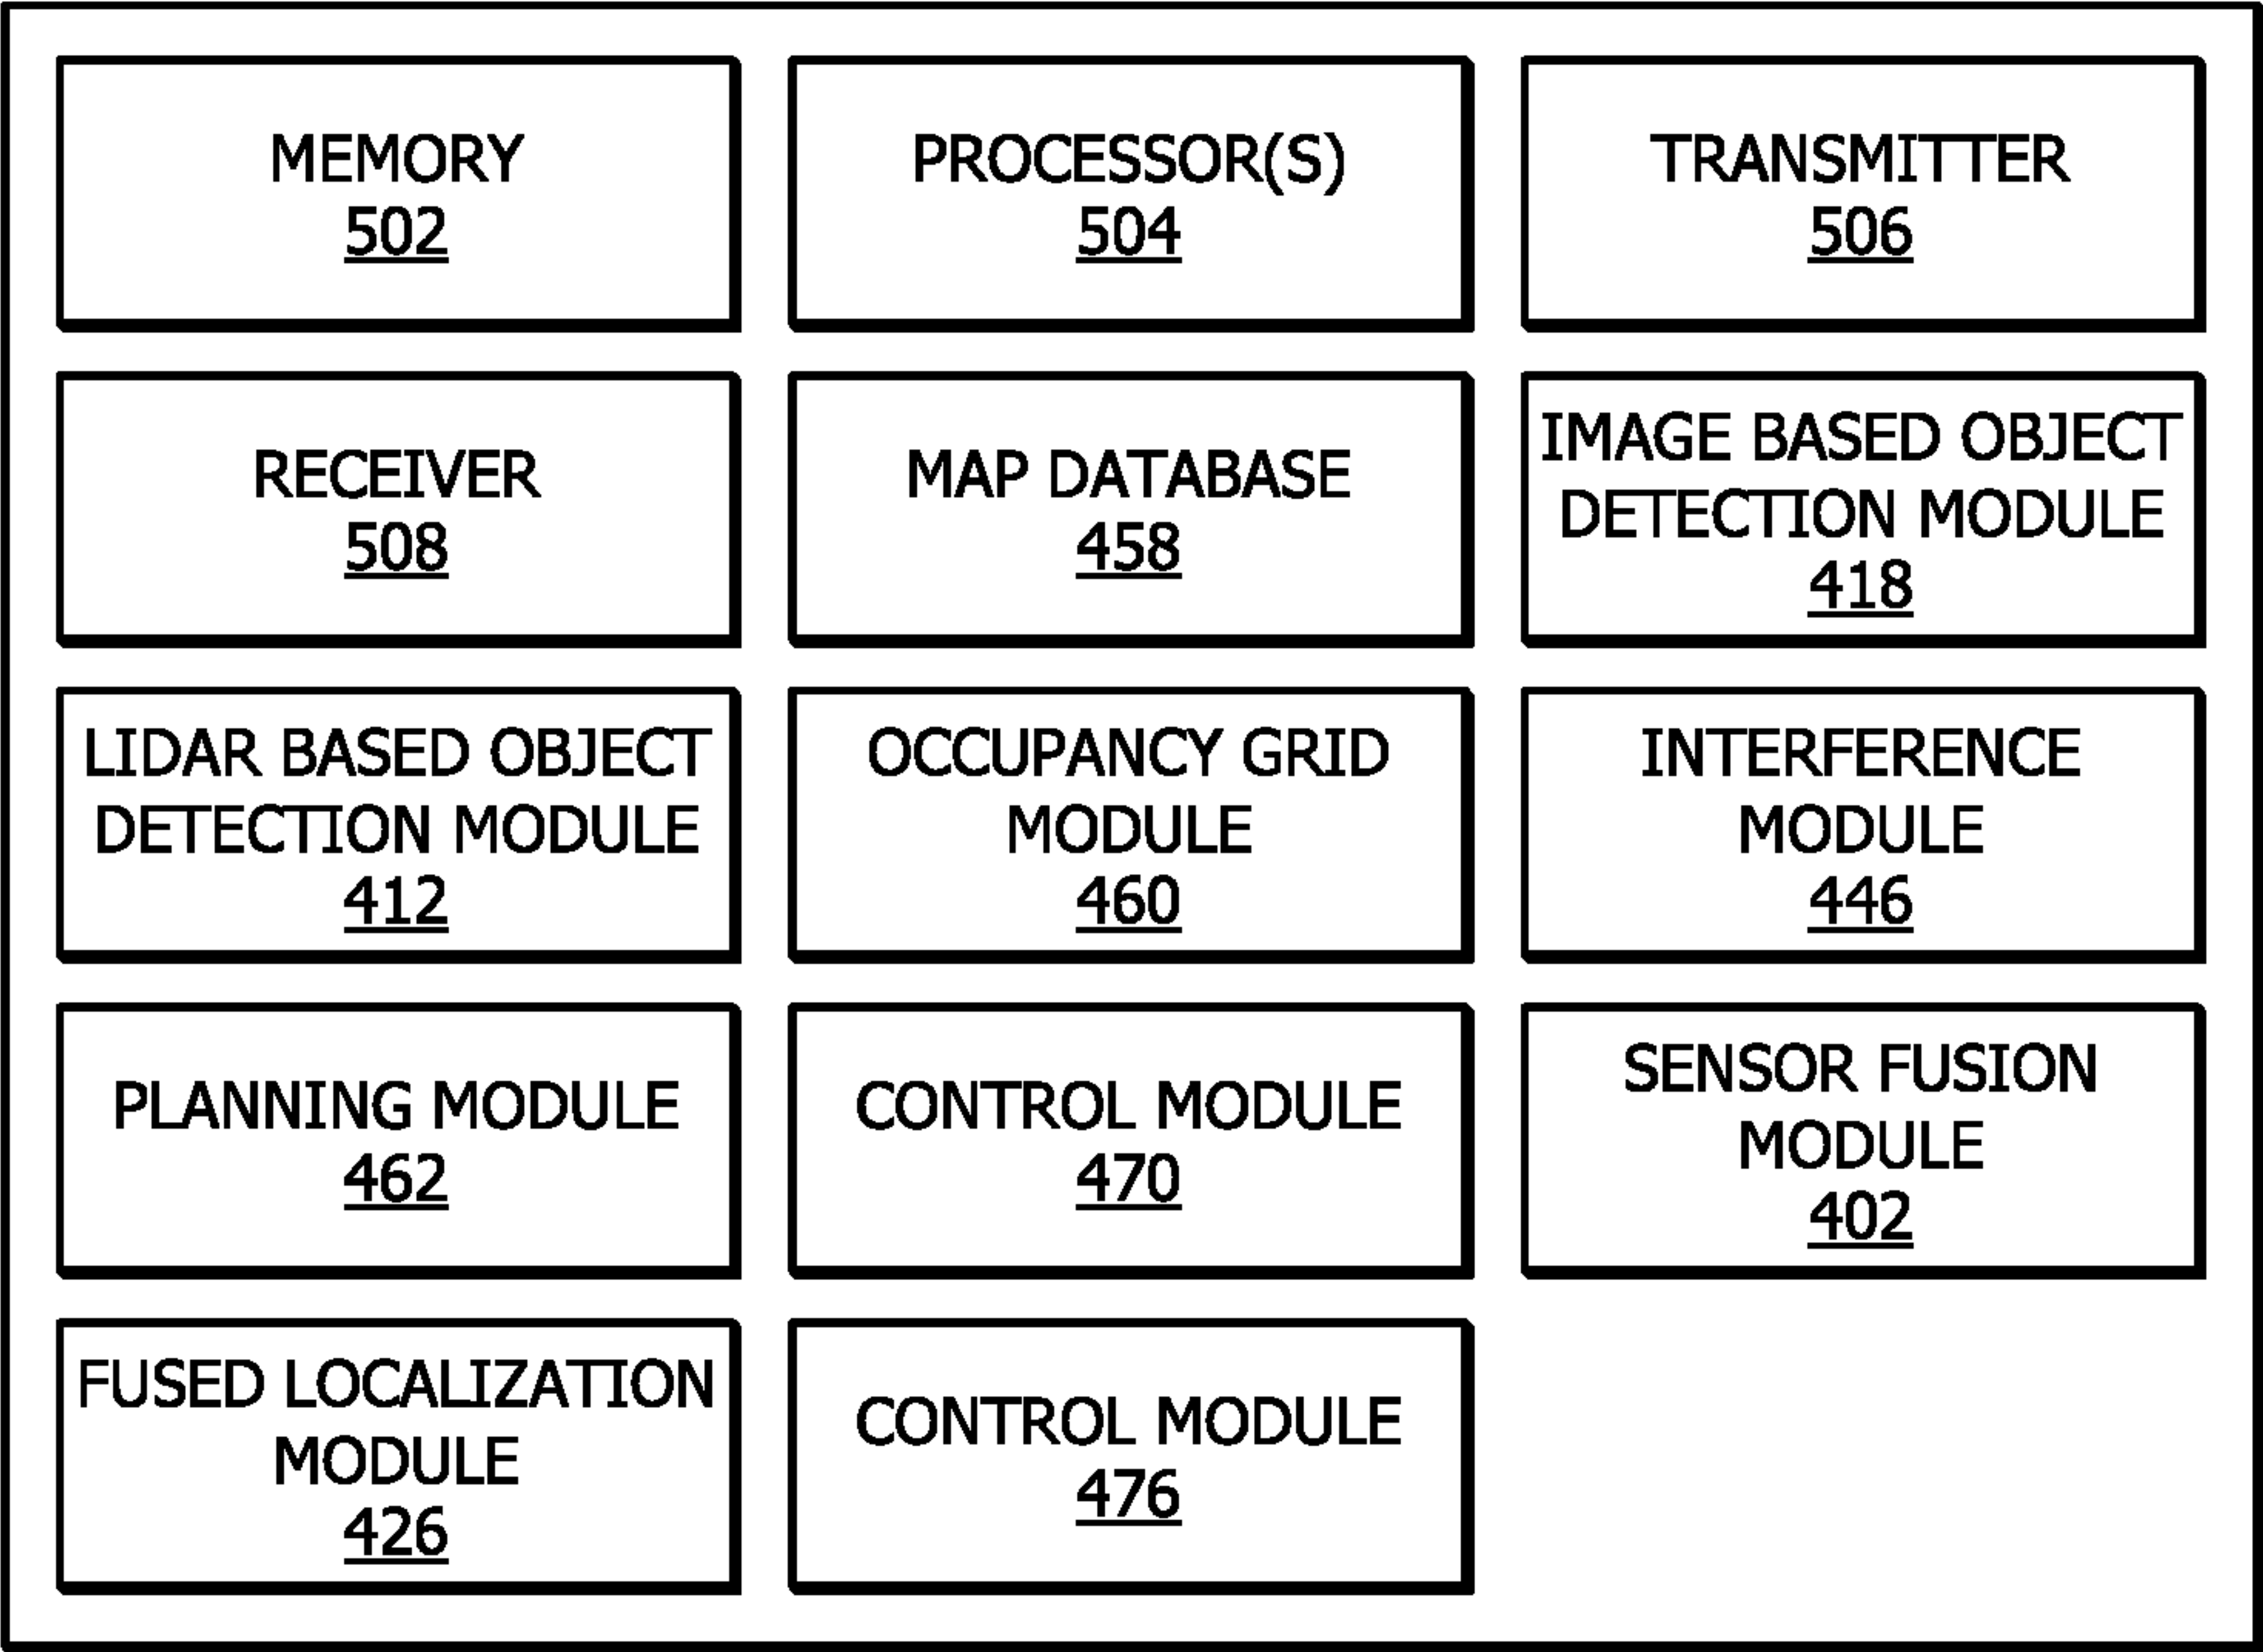 MEMORY
502
PROCESSOR(S)
504
TRANSMITTER
506
RECEIVER
508
MAP DATABASE
458
IMAGE BASED OBJECT
DETECTION MODULE
418
LIDAR BASED OBJECT
DETECTION MODULE
412
OCCUPANCY GRID
MODULE
460
INTERFERENCE
MODULE
446
PLANNING MODULE
462
CONTROL MODULE
470
SENSOR FUSION
MODULE
402
FUSED LOCALIZATION
MODULE
426
CONTROL MODULE
476